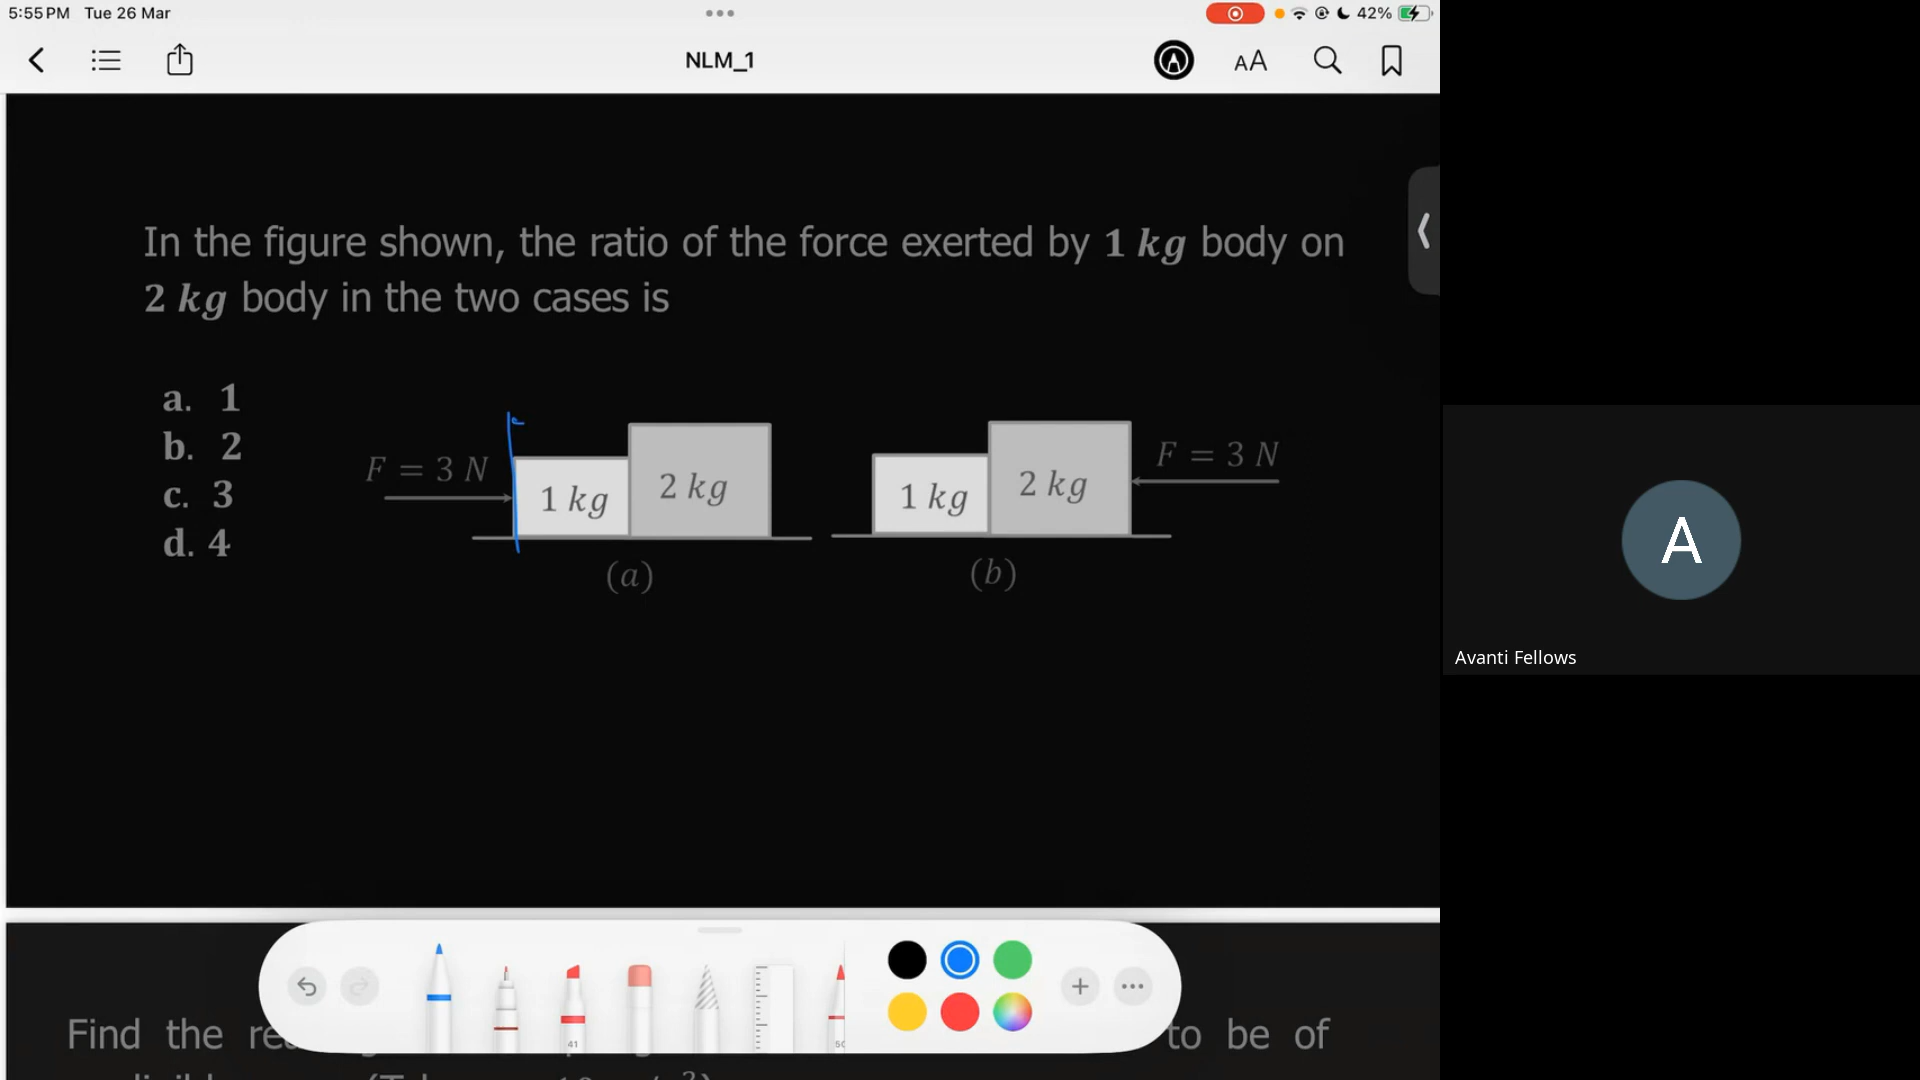 5:55 PM Tue 26 Mar
42%
NLM_1
AA
In the figure shown, the ratio of the force exerted by 1 kg body on
2 kg body in the two cases is
a. 1
b. 2
c. 3
d. 4
F = 3 N
1 kg
2 kg
(a)
1 kg
2 kg
F = 3 N
(b)
A
Avanti Fellows
41
Find the
to be of